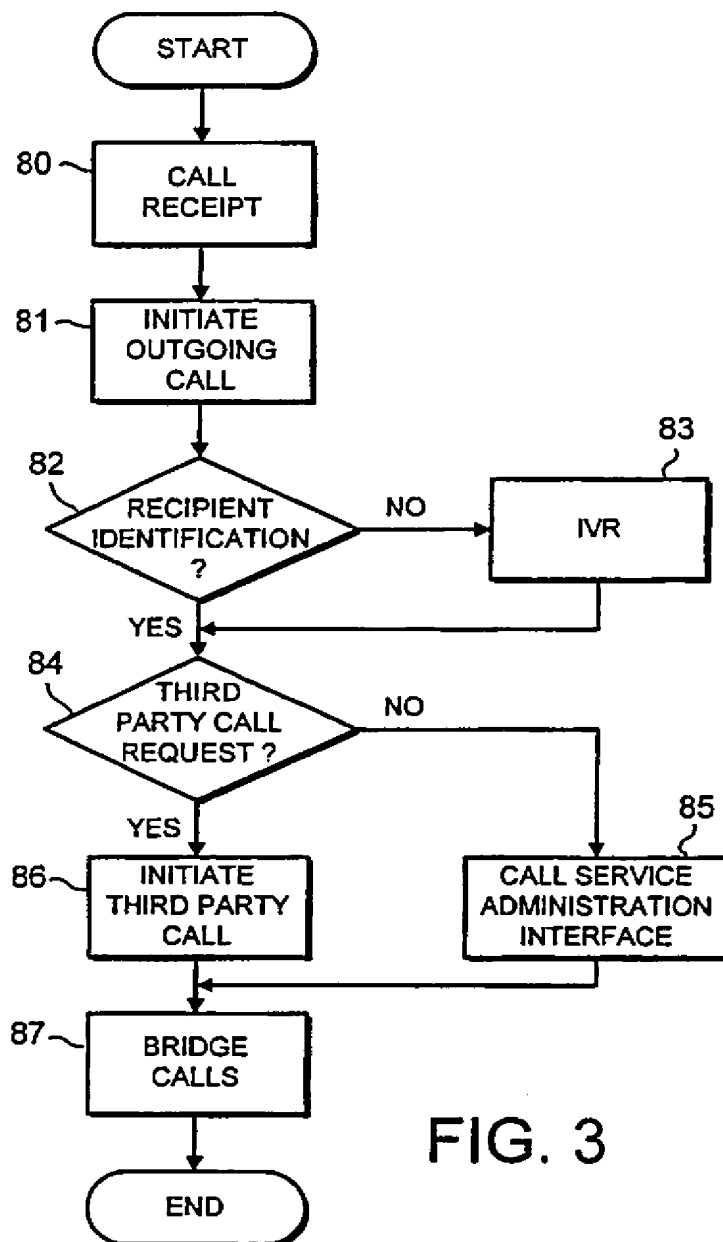 START
80
CALL
RECEIPT
81
INITIATE
OUTGOING
CALL
82
RECIPIENT
IDENTIFICATION
?
NO
83
IVR
YES
84
THIRD
PARTY CALL
REQUEST ?
NO
YES
85
86
INITIATE
THIRD PARTY
CALL
CALL SERVICE
ADMINISTRATION
INTERFACE
87
BRIDGE
CALLS
END
FIG. 3